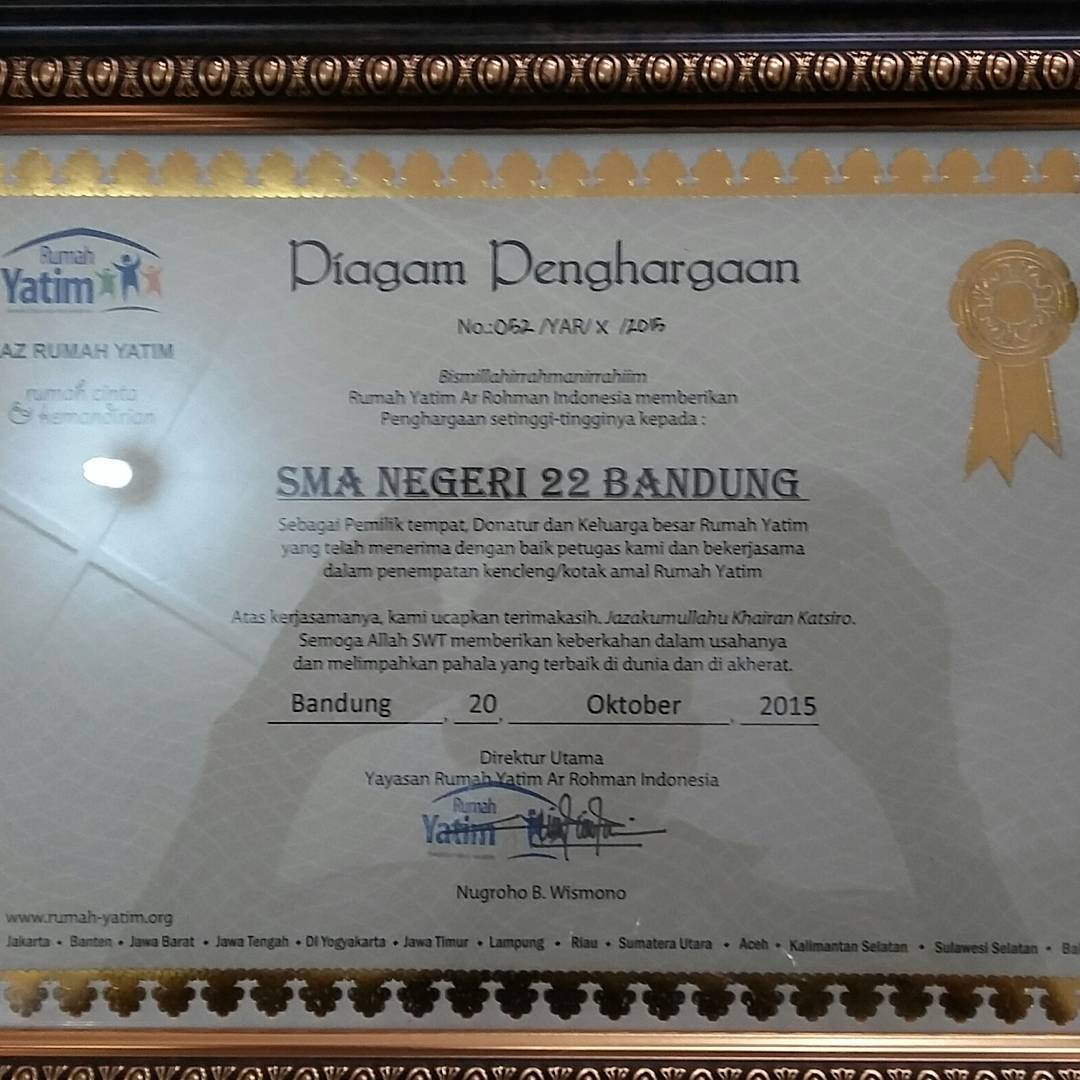 Rumah
Yatim
AZ RUMAH YATIM
rumah cinta
& kemandirian
Diagam Denghargaan
No.:052 /YAR/ X /2015
Bismillahirrahmanirrahiim
Rumah Yatim Ar Rohman Indonesia memberikan
Penghargaan setinggi-tingginya kepada :
SMA NEGERI 22 BANDUNG
Sebagai Pemilik tempat, Donatur dan Keluarga besar Rumah Yatim
yang telah menerima dengan baik petugas kami dan bekerjasama
dalam penempatan kencleng/kotak amal Rumah Yatim
Atas kerjasamanya, kami ucapkan terimakasih. Jazakumullahu Khairan Katsiro.
Semoga Allah SWT memberikan keberkahan dalam usahanya
dan melimpahkan pahala yang terbaik di dunia dan di akherat.
Bandung, 20, Oktober, 2015
Direktur Utama
Yayasan Rumah Yatim Ar Rohman Indonesia
Rumah
Yatim
Nugroho B. Wismono
www.rumah-yatim.org
Jakarta • Banten • Jawa Barat • Jawa Tengah • DI Yogyakarta • Jawa Timur • Lampung • Riau • Sumatera Utara • Aceh • Kalimantan Selatan • Sulawesi Selatan •